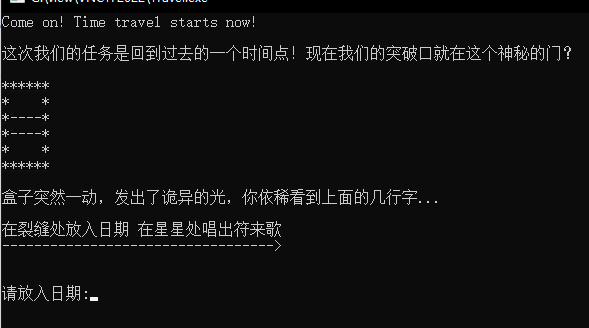 Come on! Time travel starts now!
这次我们的任务是回到过去的一个时间点! 现在我们的突破口就在这个神秘的门?
******
*    *
*----*
*----*
*    *
******
盒子突然一动，发出了诡异的光，你依稀看到上面的几行字...
在裂缝处放入日期 在星星处唱出符来歌
---------------------------------->
请放入日期: